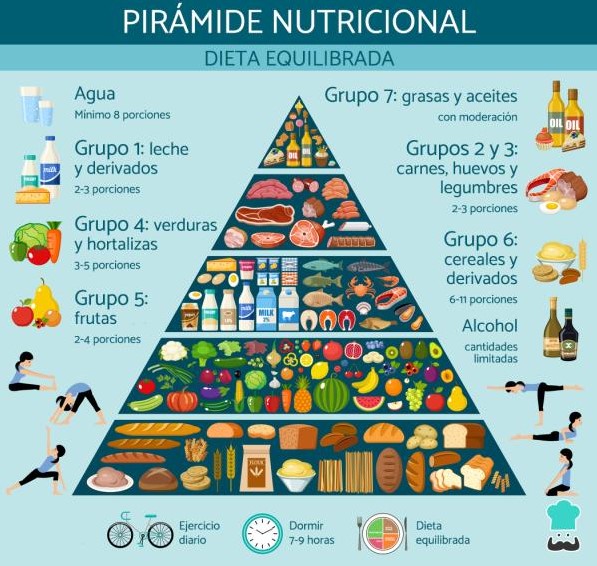 PIRÁMIDE NUTRICIONAL
DIETA EQUILIBRADA
Agua
Mínimo 8 porciones
Grupo 1: leche
y derivados
2-3 porciones
Grupo 4: verduras
y hortalizas
3-5 porciones
Grupo 5:
frutas
2-4 porciones
Grupo 7: grasas y aceites
con moderación
Grupos 2 y 3:
carnes, huevos y
legumbres
2-3 porciones
Grupo 6:
cereales y
derivados
6-11 porciones
Alcohol
cantidades
limitadas
OIL
OIL
OIL
OIL
milk
MILK
Ejercicio
diario
Dormir
7-9 horas
Dieta
equilibrada